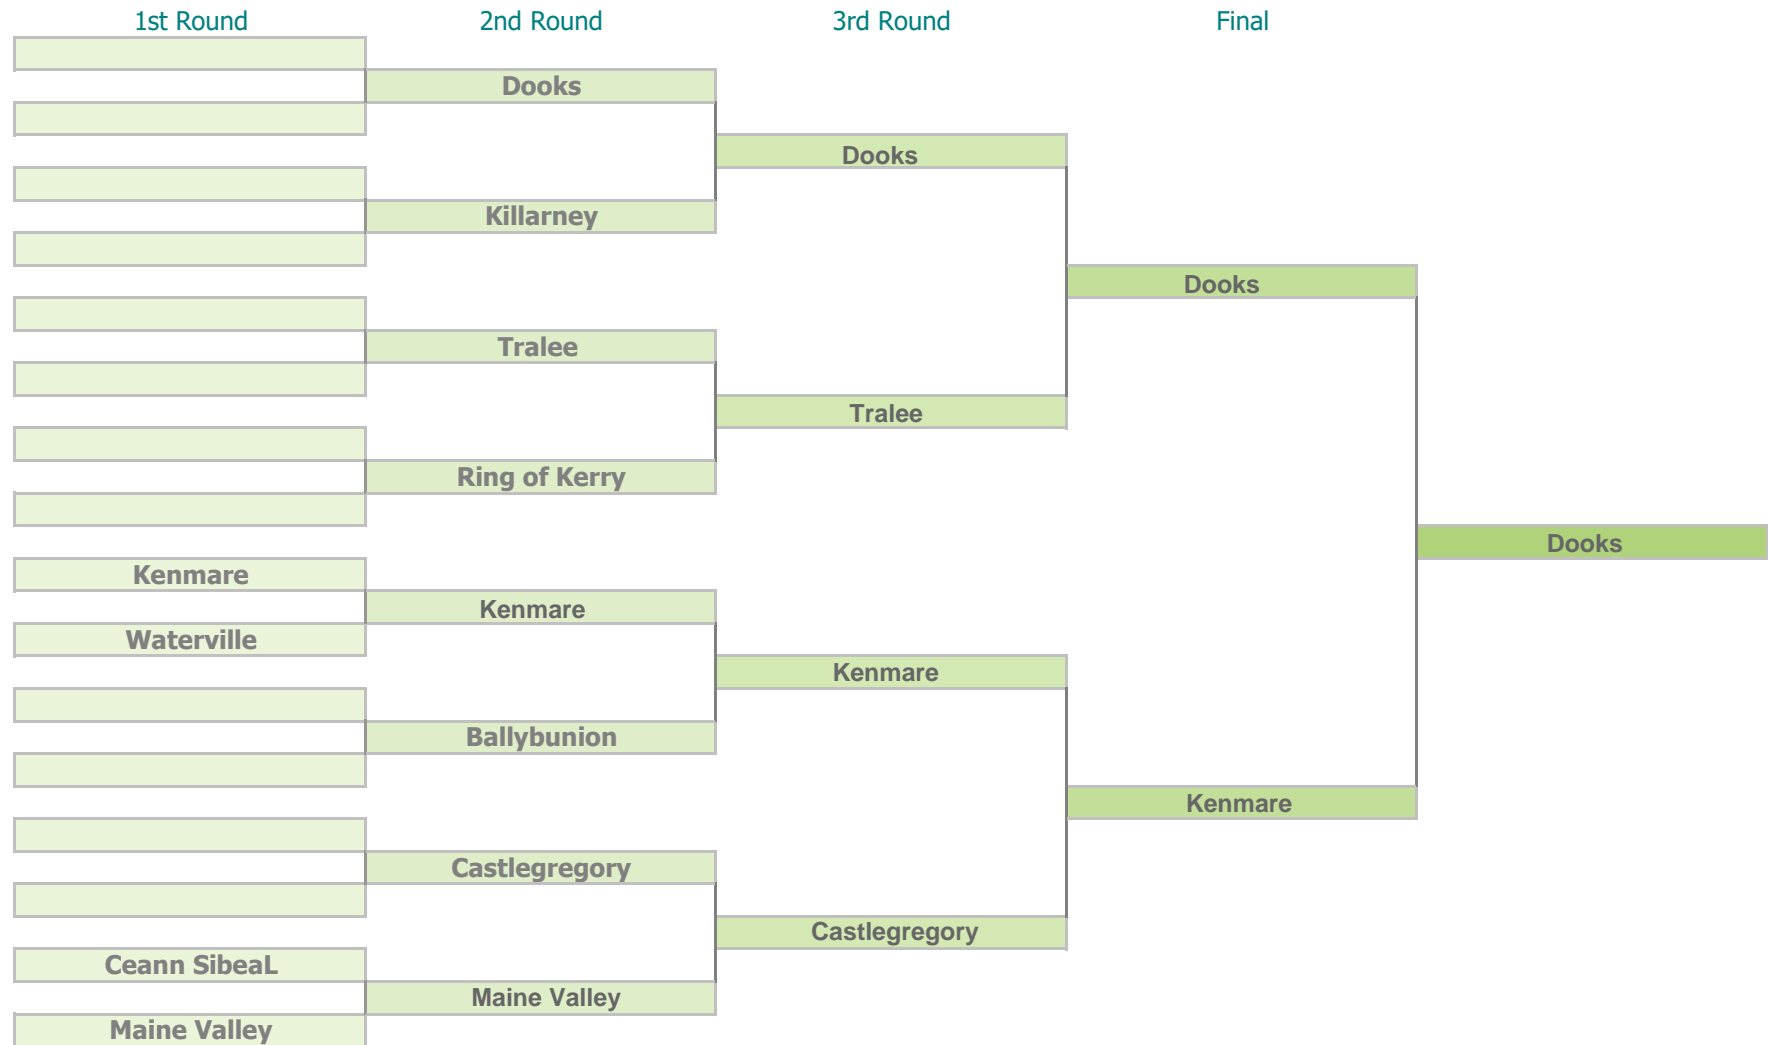 1st Round 2nd Round 3rd Round Final
Dooks
Dooks
Killarney
Dooks
Tralee
Tralee
Ring of Kerry
Dooks
Kenmare
Kenmare
Waterville
Kenmare
Ballybunion
Kenmare
Castlegregory
Castlegregory
Ceann SibeaL
Maine Valley
Maine Valley